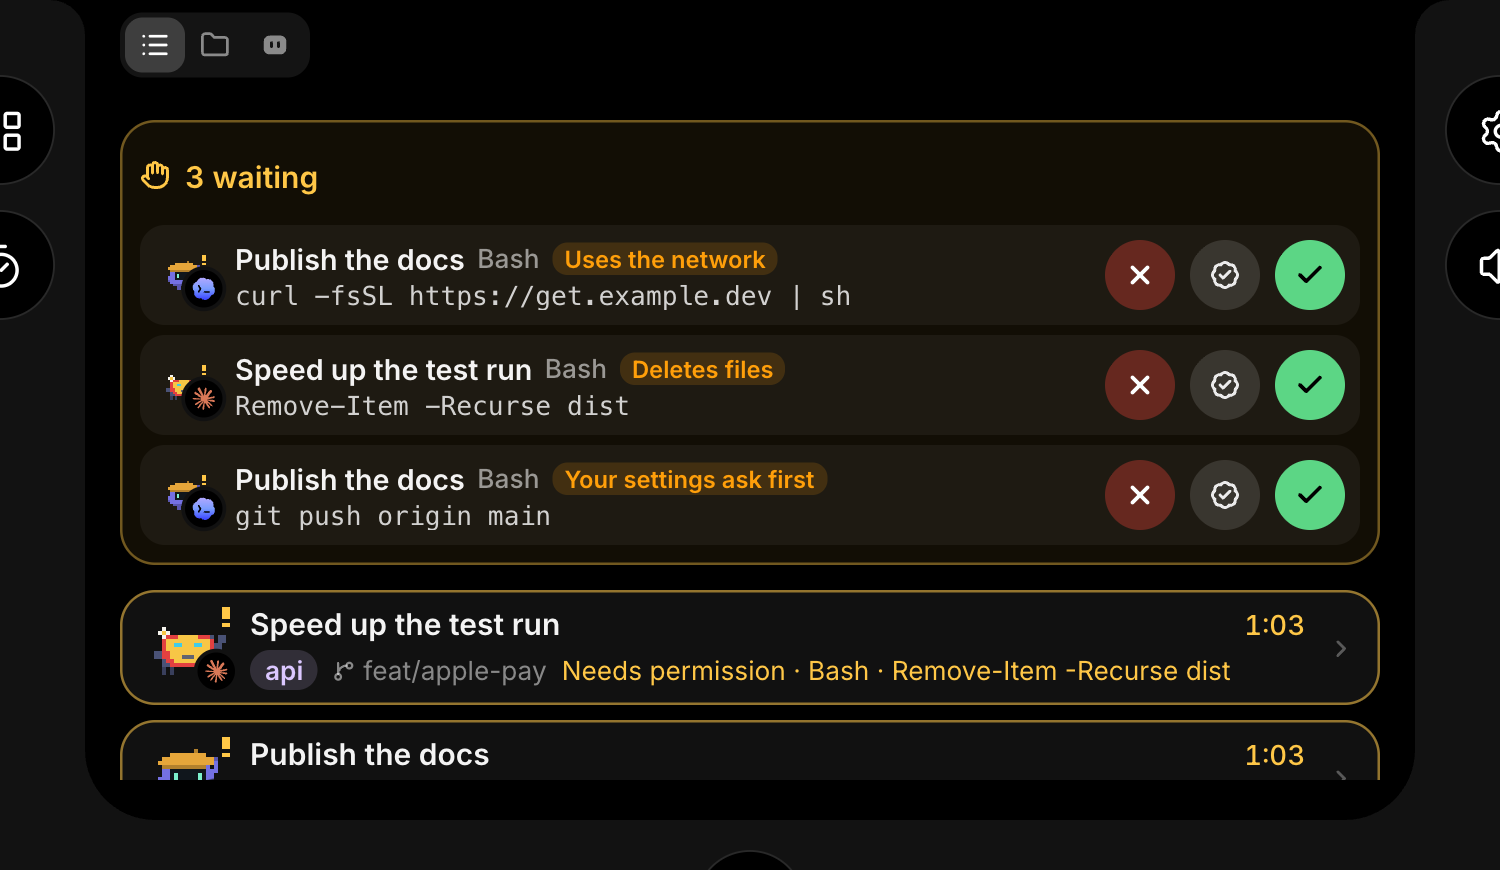 3 waiting
Publish the docs Bash Uses the network
curl -fsSL https://get.example.dev | sh
Speed up the test run Bash Deletes files
Remove-Item -Recurse dist
Publish the docs Bash Your settings ask first
git push origin main
Speed up the test run 1:03
api feat/apple-pay Needs permission · Bash · Remove-Item -Recurse dist
Publish the docs 1:03